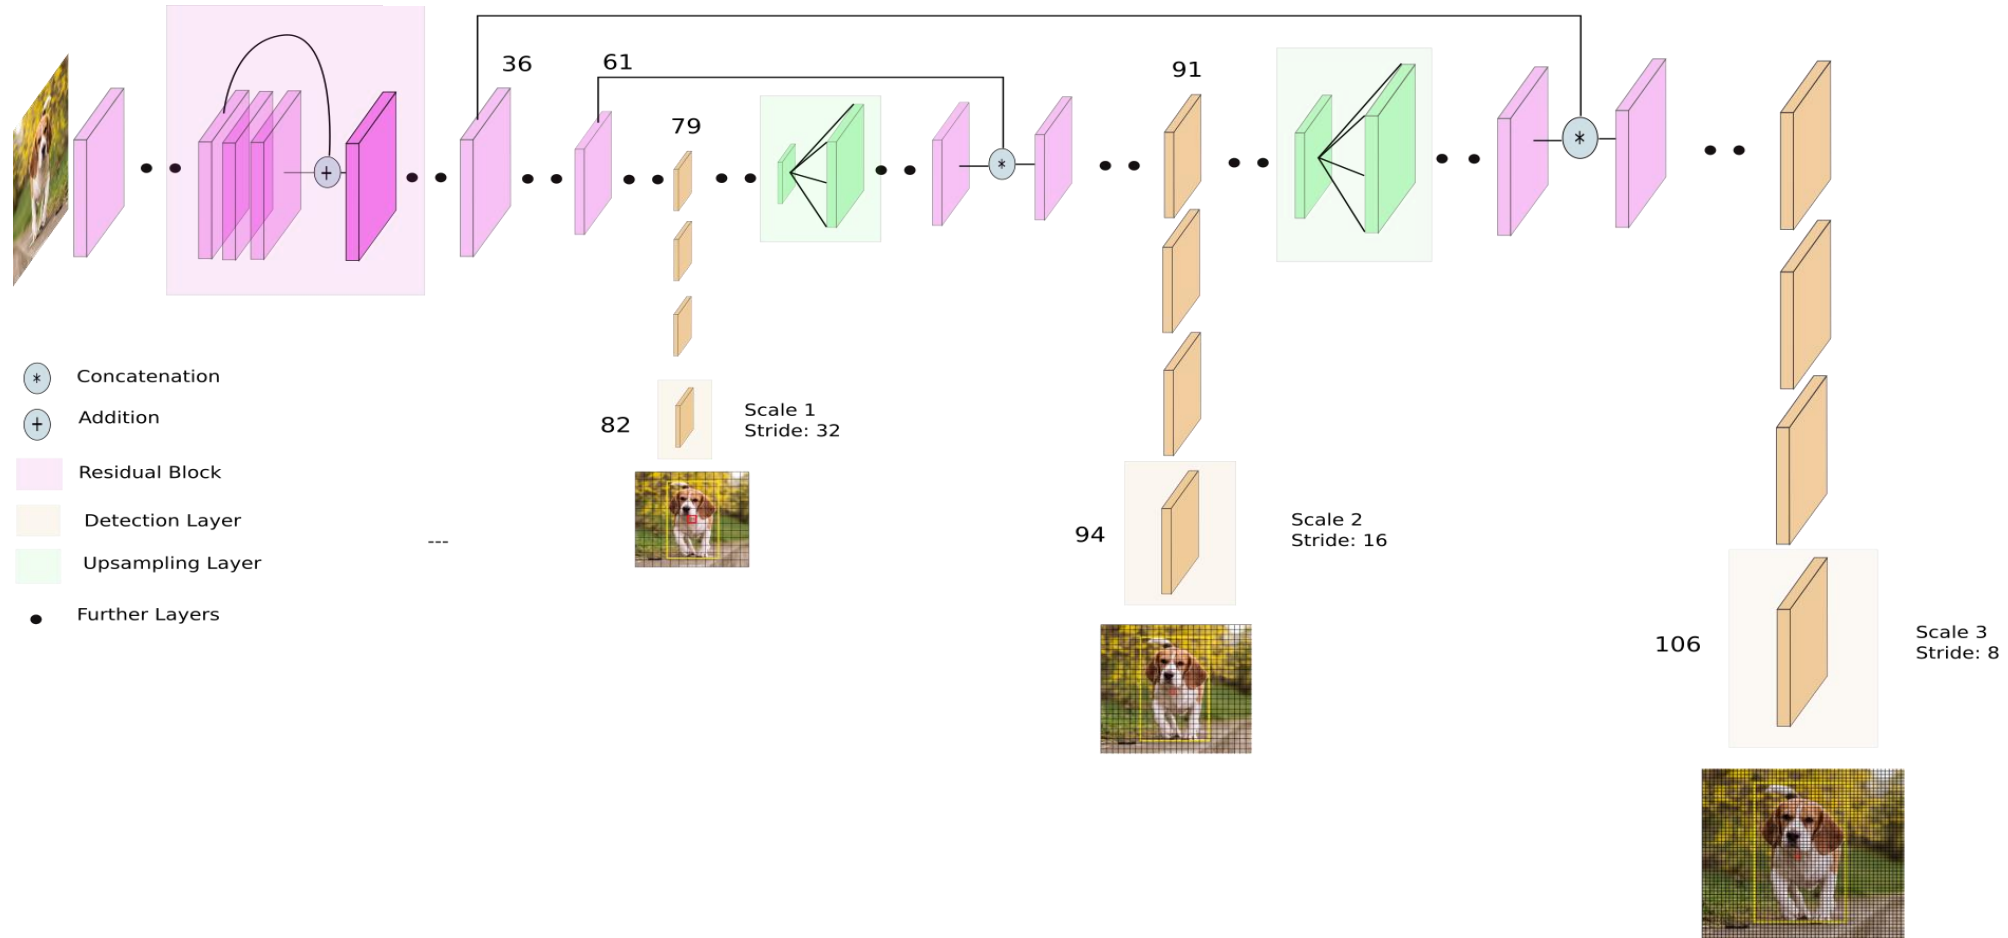 36
61
91
79
*
*
+
* Concatenation
+ Addition
Residual Block
Detection Layer
Upsampling Layer
Further Layers
---
82
Scale 1
Stride: 32
94
Scale 2
Stride: 16
106
Scale 3
Stride: 8